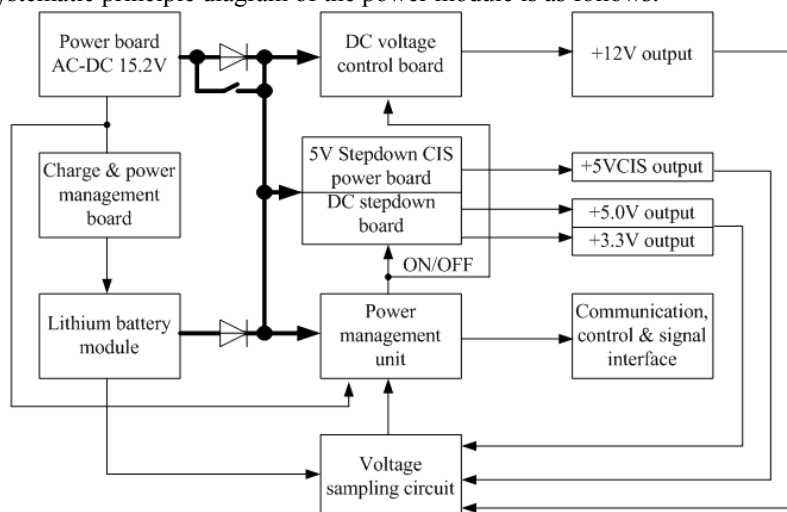 systematic principle diagram of the power module is as follows:
Power board
AC-DC 15.2V
DC voltage
control board
+12V output
Charge & power
management
board
5V Stepdown CIS
power board
DC stepdown
board
+5VCIS output
+5.0V output
+3.3V output
ON/OFF
Lithium battery
module
Power
management
unit
Communication,
control & signal
interface
Voltage
sampling circuit